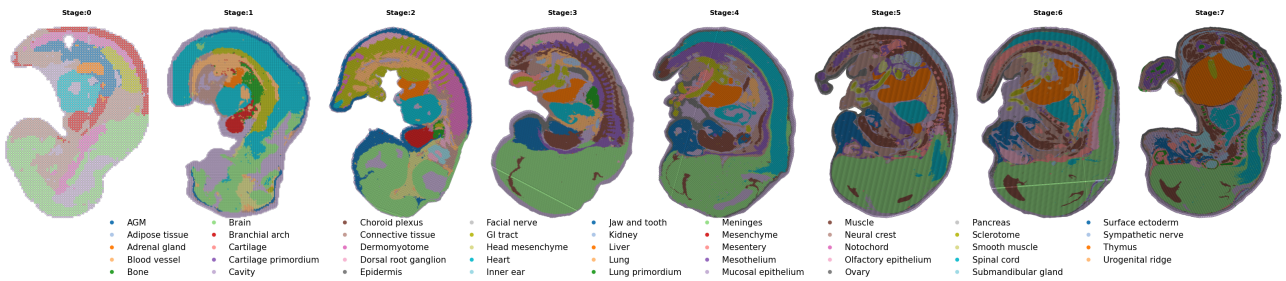 Stage:0 Stage:1 Stage:2 Stage:3 Stage:4 Stage:5 Stage:6 Stage:7
AGM Brain Choroid plexus Facial nerve Jaw and tooth Meninges Muscle Pancreas Surface ectoderm
Adipose tissue Branchial arch Connective tissue GI tract Kidney Mesenchyme Neural crest Sclerotome Sympathetic nerve
Adrenal gland Cartilage Dermomyotome Head mesenchyme Liver Mesentery Notochord Smooth muscle Thymus
Blood vessel Cartilage primordium Dorsal root ganglion Heart Lung Mesothelium Olfactory epithelium Spinal cord Urogenital ridge
Bone Cavity Epidermis Inner ear Lung primordium Mucosal epithelium Ovary Submandibular gland